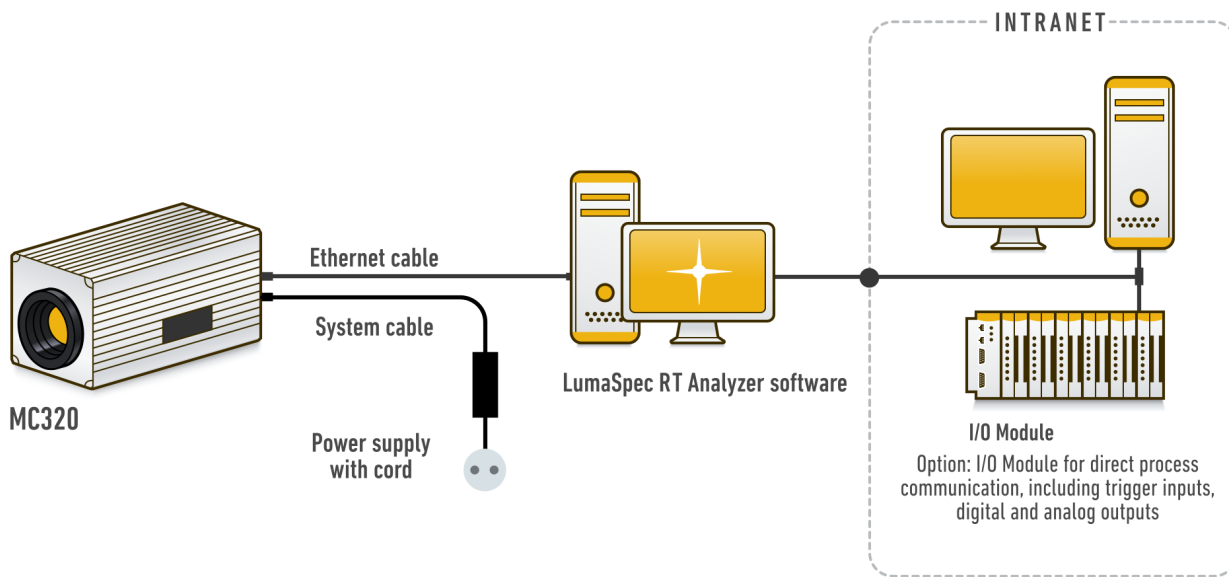 INTRANET
Ethernet cable
System cable
MC320
Power supply
with cord
LumaSpec RT Analyzer software
I/O Module
Option: I/O Module for direct process
communication, including trigger inputs,
digital and analog outputs